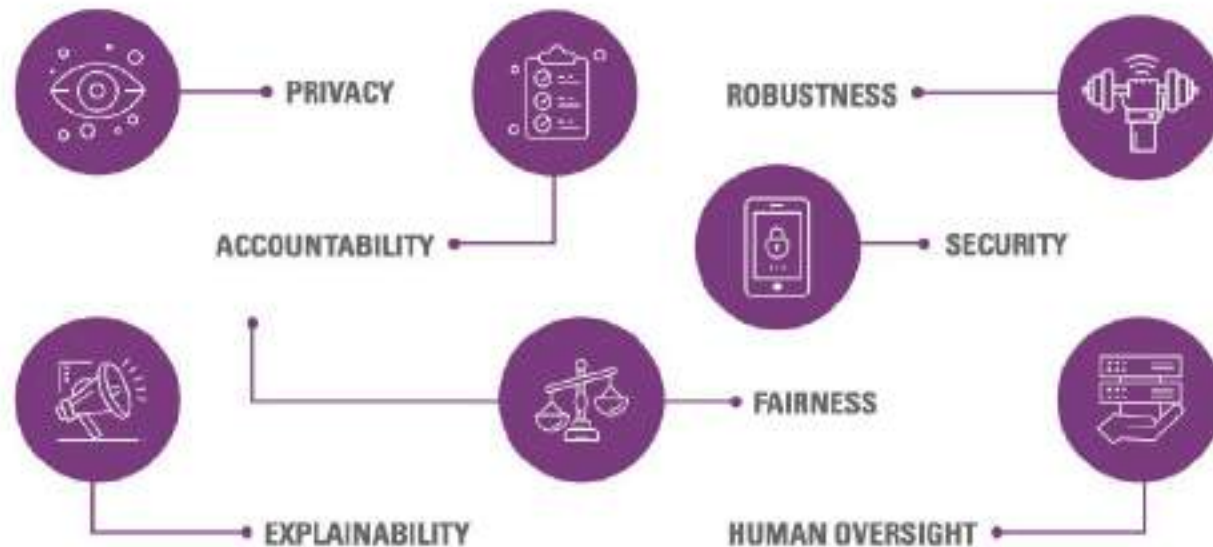 PRIVACY
ROBUSTNESS
ACCOUNTABILITY
SECURITY
FAIRNESS
EXPLAINABILITY
HUMAN OVERSIGHT